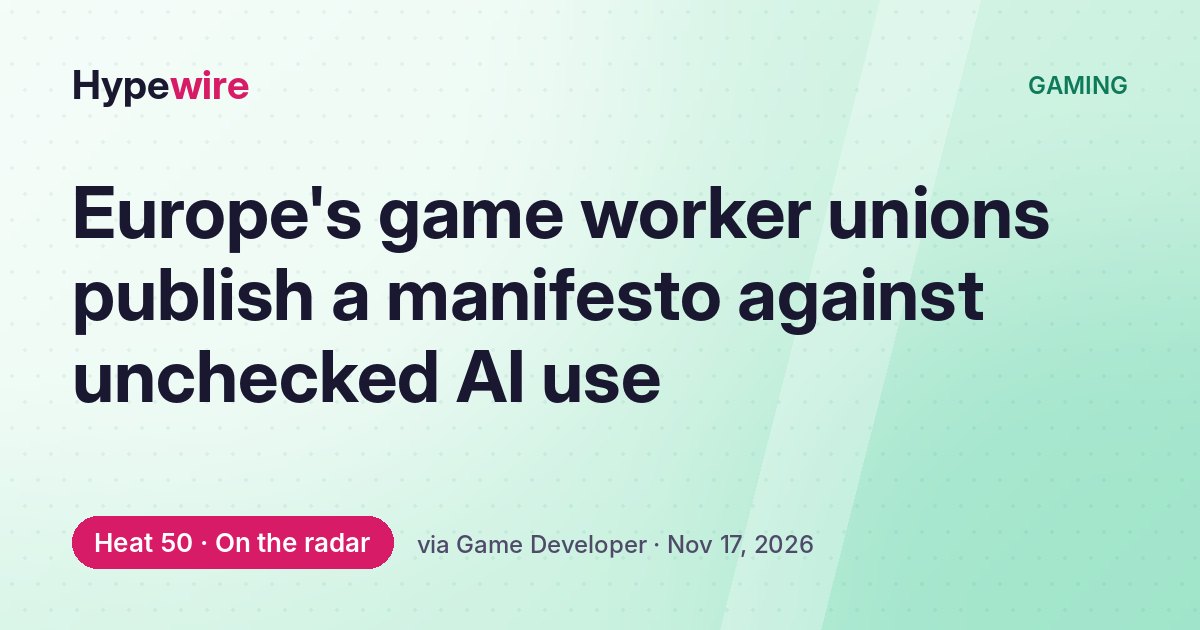 Hypewire
GAMING
Europe's game worker unions
publish a manifesto against
unchecked AI use
Heat 50 · On the radar
via Game Developer · Nov 17, 2026